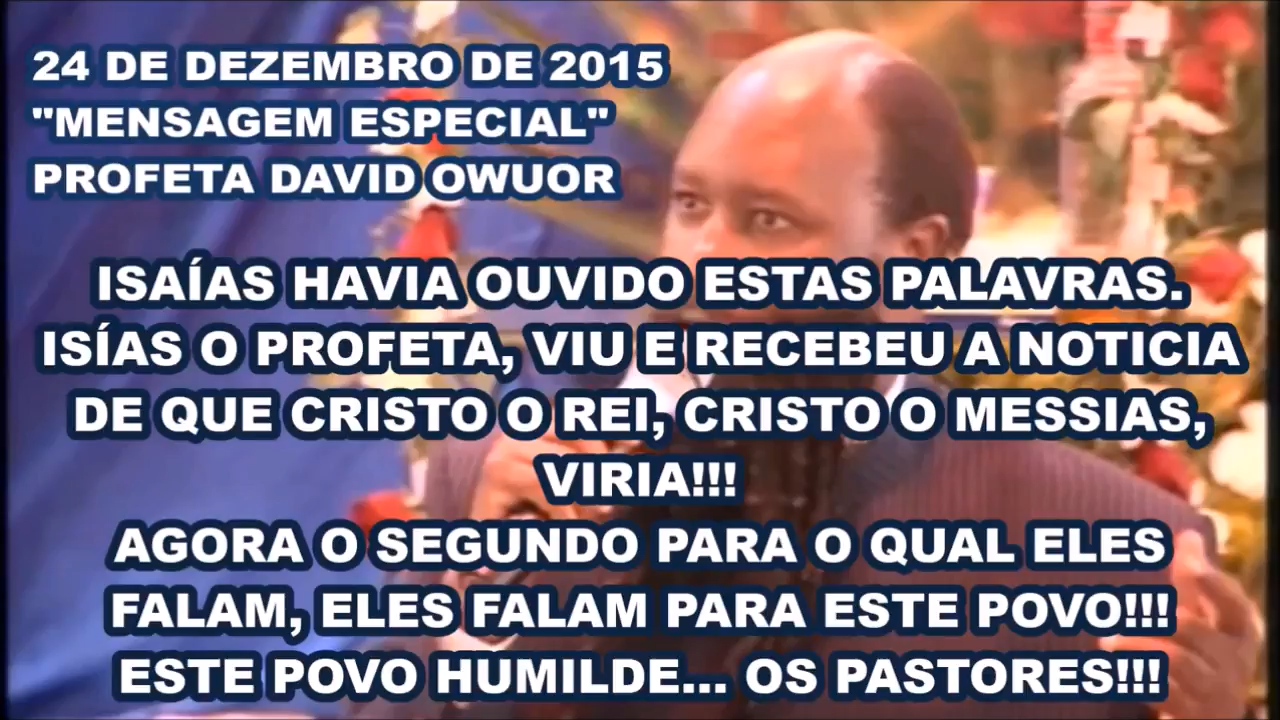 24 DE DEZEMBRO DE 2015
"MENSAGEM ESPECIAL"
PROFETA DAVID OWUOR
ISAÍAS HAVIA OUVIDO ESTAS PALAVRAS.
ISÍAS O PROFETA, VIU E RECEBEU A NOTICIA
DE QUE CRISTO O REI, CRISTO O MESSIAS,
VIRIA!!!
AGORA O SEGUNDO PARA O QUAL ELES
FALAM, ELES FALAM PARA ESTE POVO!!!
ESTE POVO HUMILDE... OS PASTORES!!!